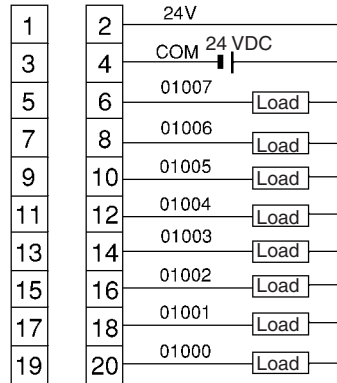 1 2 24V
3 4 COM 24 VDC
5 6 01007 Load
7 8 01006 Load
9 10 01005 Load
11 12 01004 Load
13 14 01003 Load
15 16 01002 Load
17 18 01001 Load
19 20 01000 Load